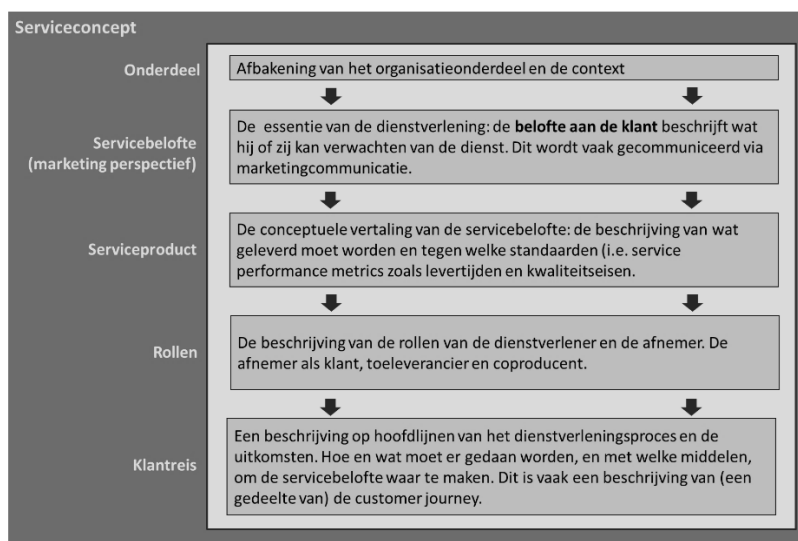 Serviceconcept
Onderdeel
Afbakening van het organisatieonderdeel en de context
Servicebelofte
(marketing perspectief)
De essentie van de dienstverlening: de belofte aan de klant beschrijft wat
hij of zij kan verwachten van de dienst. Dit wordt vaak gecommuniceerd via
marketingcommunicatie.
Serviceproduct
De conceptuele vertaling van de servicebelofte: de beschrijving van wat
geleverd moet worden en tegen welke standaarden (i.e. service
performance metrics zoals levertijden en kwaliteitseisen.
Rollen
De beschrijving van de rollen van de dienstverlener en de afnemer. De
afnemer als klant, toeleverancier en coproducent.
Klantreis
Een beschrijving op hoofdlijnen van het dienstverleningsproces en de
uitkomsten. Hoe en wat moet er gedaan worden, en met welke middelen,
om de servicebelofte waar te maken. Dit is vaak een beschrijving van (een
gedeelte van) de customer journey.